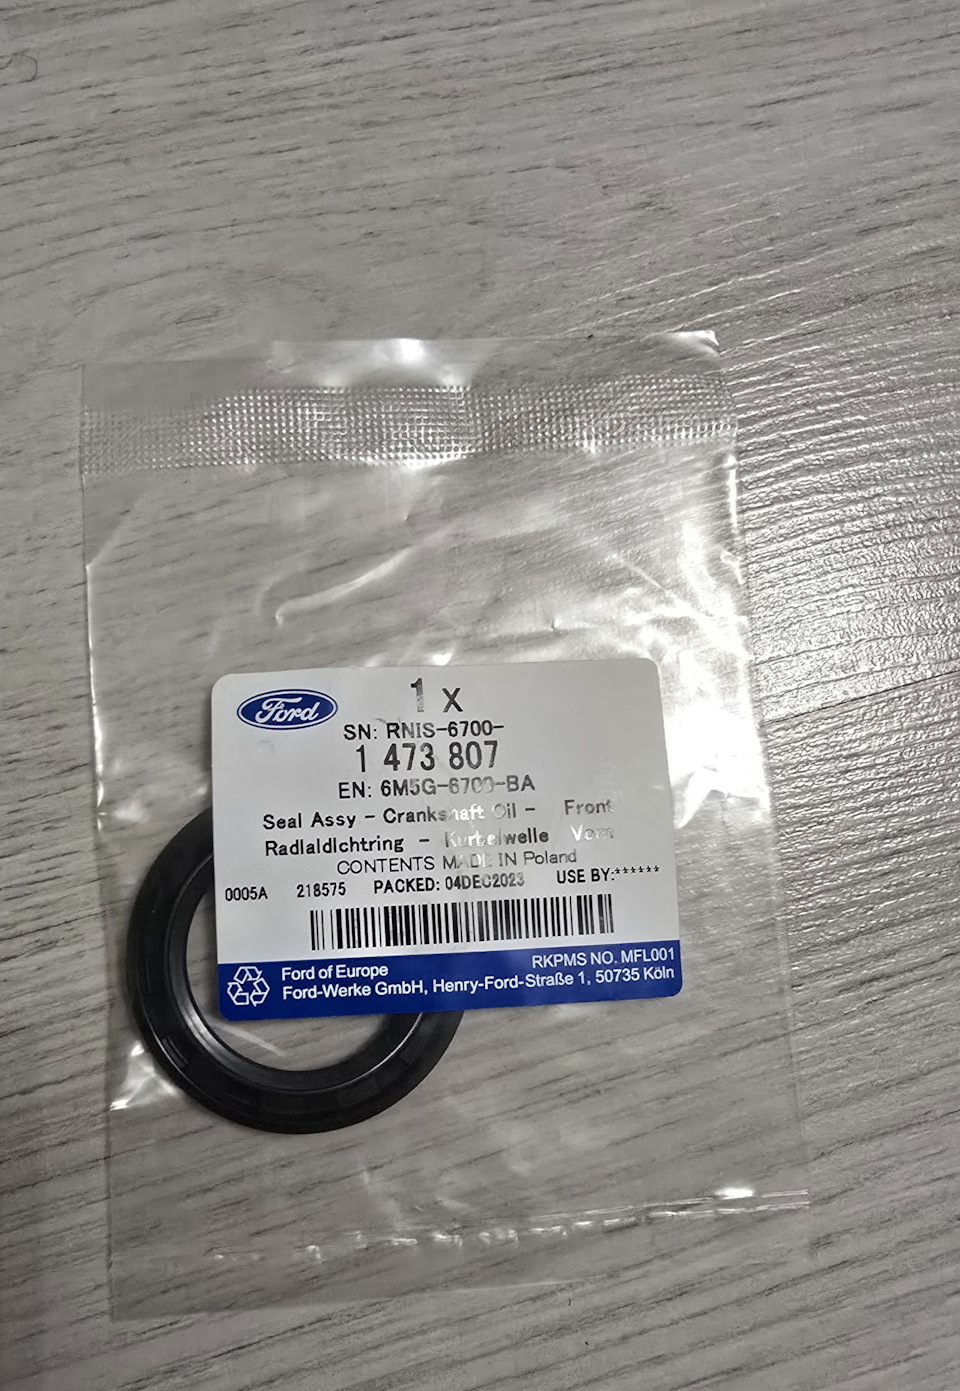 Ford
1 X
SN: RNIS-6700-
1 473 807
EN: 6M5G-6700-BA
Seal Assy - Crankshaft Oil - Front
Radialdichtring - Kurbelwelle Vorn
CONTENTS MADE IN Poland
0005A 218575 PACKED: 04DEC2023 USE BY:******
RKPMS NO. MFL001
Ford of Europe
Ford-Werke GmbH, Henry-Ford-Straße 1, 50735 Köln